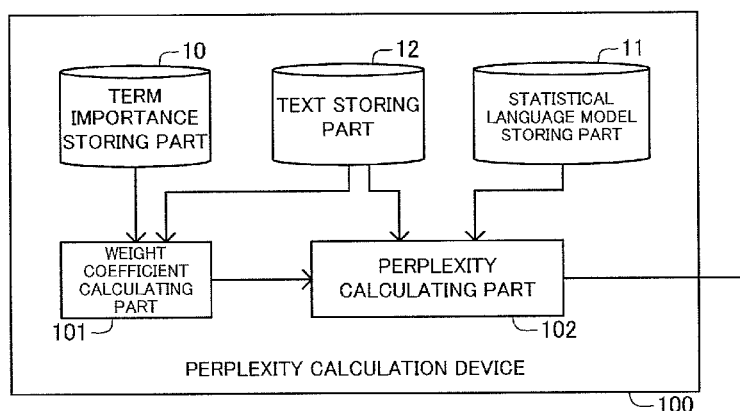 10
12
11
TERM
IMPORTANCE
STORING PART
TEXT STORING
PART
STATISTICAL
LANGUAGE MODEL
STORING PART
WEIGHT
COEFFICIENT
CALCULATING
PART
PERPLEXITY
CALCULATING PART
101
102
PERPLEXITY CALCULATION DEVICE
100